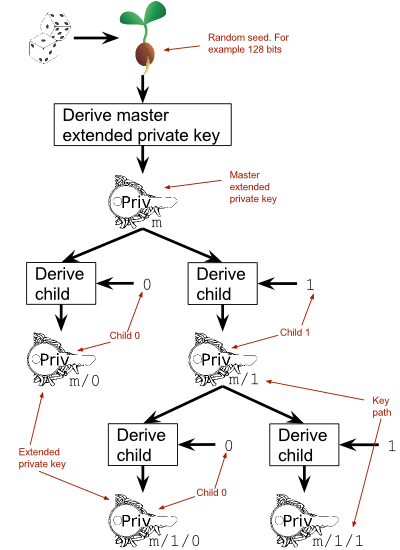 Random seed. For
example 128 bits
Derive master
extended private key
Master
extended
private key
Priv
m
Derive
child
0
Derive
child
1
Child 0
Child 1
Priv
m/0
Priv
m/1
Key
path
Derive
child
0
Derive
child
1
Extended
private key
Child 0
Priv
m/1/0
Priv
m/1/1